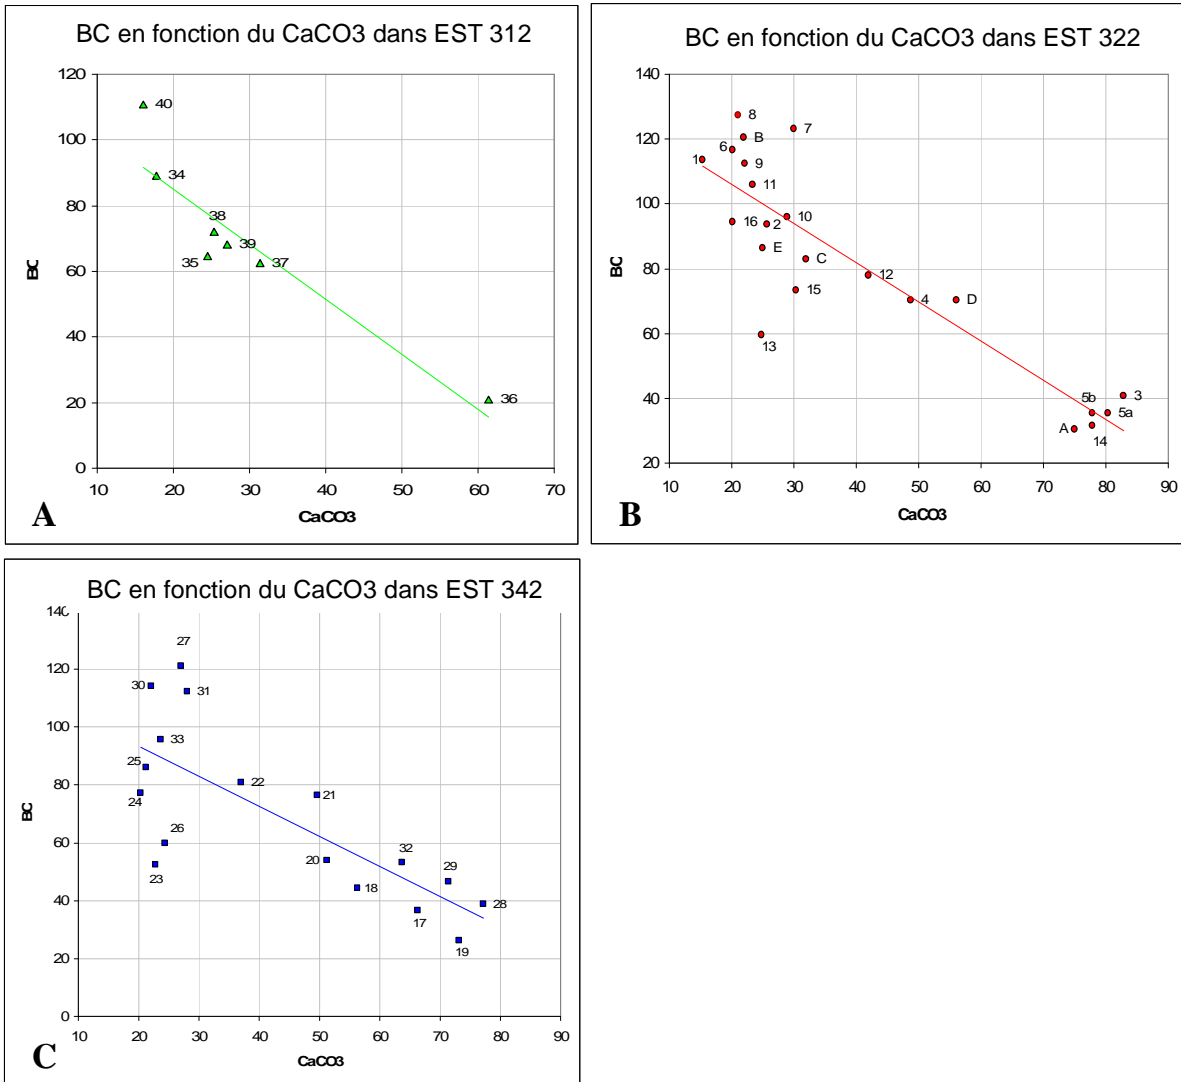 BC en fonction du CaCO3 dans EST 312
120
100
80
60
40
20
0
BC
40
34
38
39
35
37
36
10 20 30 40 50 60 70
CaCO3
A
BC en fonction du CaCO3 dans EST 322
140
120
100
80
60
40
20
BC
8
7
B
6
1
9
11
10
16
2
E
C
12
15
4
D
13
5b
3
5a
A
14
10 20 30 40 50 60 70 80 90
CaCO3
B
BC en fonction du CaCO3 dans EST 342
140
120
100
80
60
40
20
0
BC
27
30
31
33
25
22
24
21
26
23
20
32
29
18
28
17
19
10 20 30 40 50 60 70 80 90
CaCO3
C